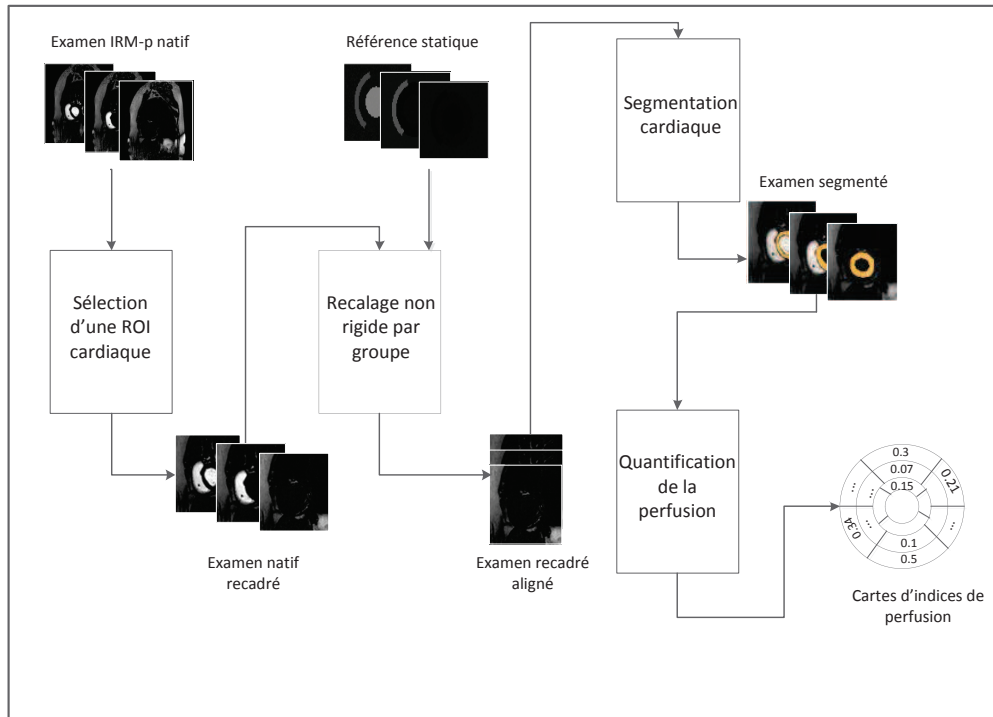 Examen IRM-p natif
Référence statique
Segmentation
cardiaque
Examen segmenté
Sélection
d'une ROI
cardiaque
Recalage non
rigide par
groupe
Examen natif
recadré
Examen recadré
aligné
Quantification
de la
perfusion
0.3
0.07
0.15
0.21
...
...
...
0.34
...
0.1
0.5
Cartes d'indices de
perfusion